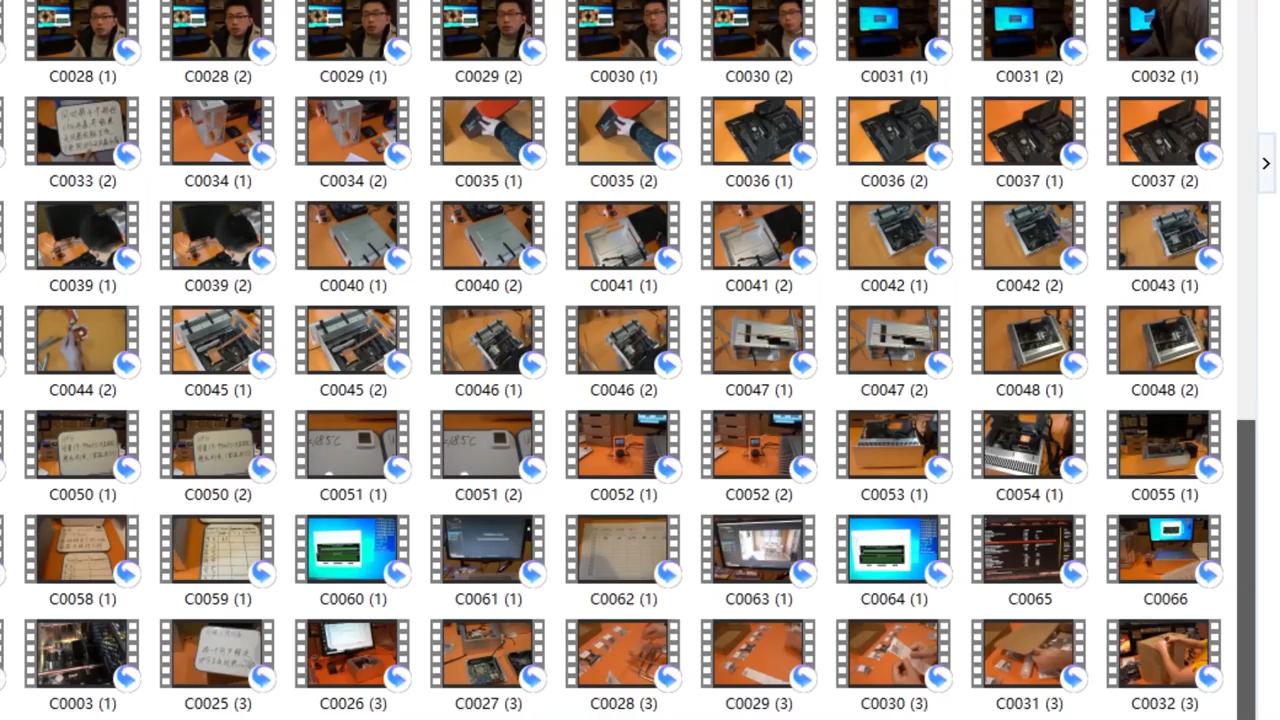 C0028 (1) C0028 (2) C0029 (1) C0029 (2) C0030 (1) C0030 (2) C0031 (1) C0031 (2) C0032 (1)
C0033 (2) C0034 (1) C0034 (2) C0035 (1) C0035 (2) C0036 (1) C0036 (2) C0037 (1) C0037 (2)
C0039 (1) C0039 (2) C0040 (1) C0040 (2) C0041 (1) C0041 (2) C0042 (1) C0042 (2) C0043 (1)
C0044 (2) C0045 (1) C0045 (2) C0046 (1) C0046 (2) C0047 (1) C0047 (2) C0048 (1) C0048 (2)
C0050 (1) C0050 (2) C0051 (1) C0051 (2) C0052 (1) C0052 (2) C0053 (1) C0054 (1) C0055 (1)
C0058 (1) C0059 (1) C0060 (1) C0061 (1) C0062 (1) C0063 (1) C0064 (1) C0065 C0066
C0003 (1) C0025 (3) C0026 (3) C0027 (3) C0028 (3) C0029 (3) C0030 (3) C0031 (3) C0032 (3)